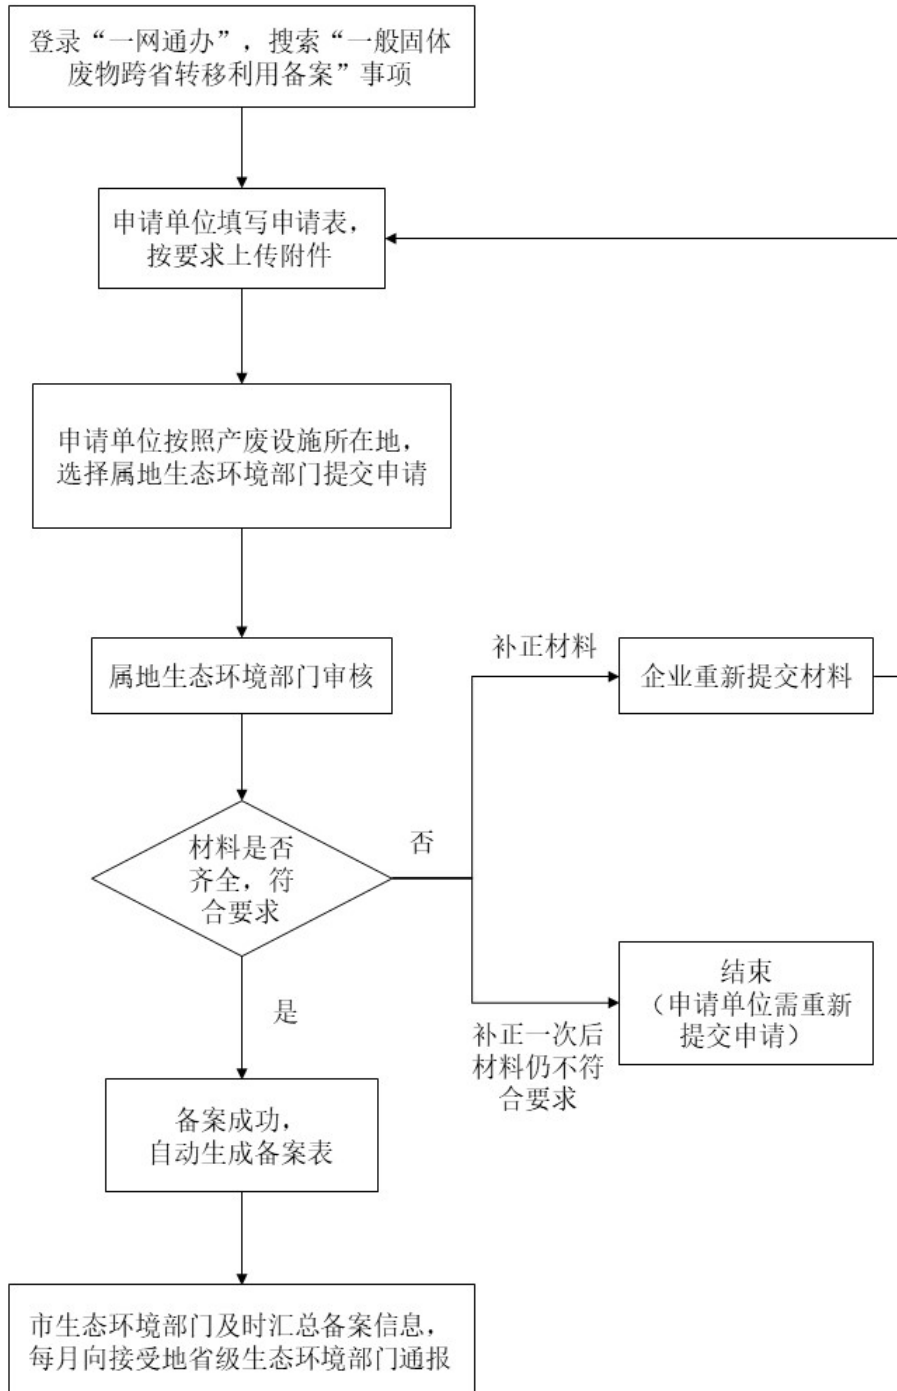 登录“一网通办”，搜索“一般固体
废物跨省转移利用备案”事项
申请单位填写申请表，
按要求上传附件
申请单位按照产废设施所在地，
选择属地生态环境部门提交申请
属地生态环境部门审核
补正材料
企业重新提交材料
材料是否
齐全，符
合要求
否
结束
（申请单位需重新
提交申请）
是
补正一次后
材料仍不符
合要求
备案成功，
自动生成备案表
市生态环境部门及时汇总备案信息，
每月向接受地省级生态环境部门通报